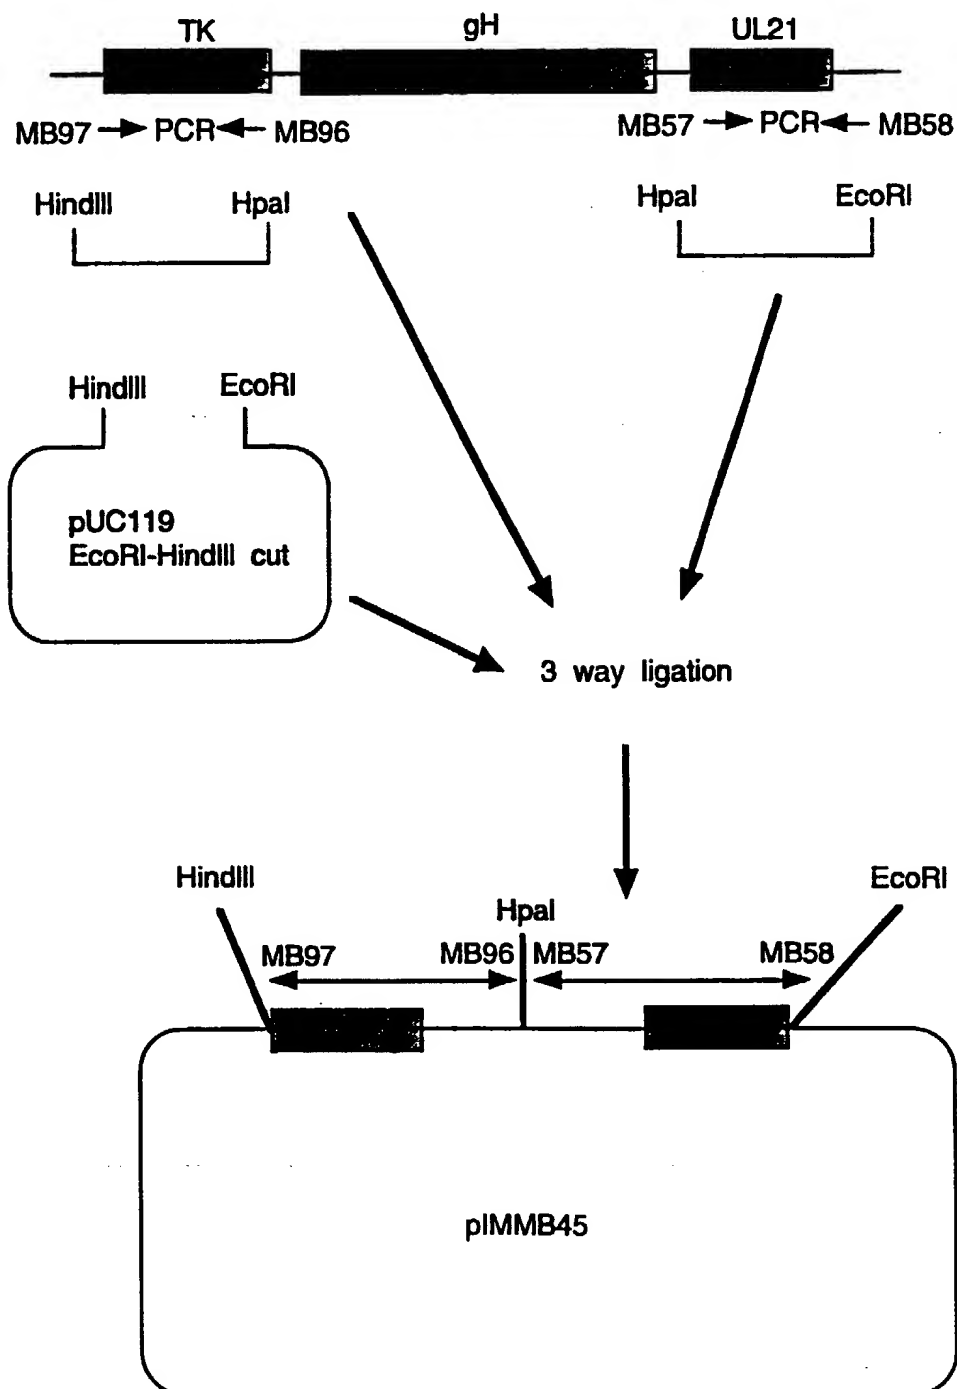 TK gH UL21
MB97 PCR MB96 MB57 PCR MB58
HindIII HpaI HpaI EcoRI
HindIII EcoRI
pUC119
EcoRI-HindIII cut
3 way ligation
HindIII EcoRI
HpaI
MB97 MB96 MB57 MB58
pIMMB45